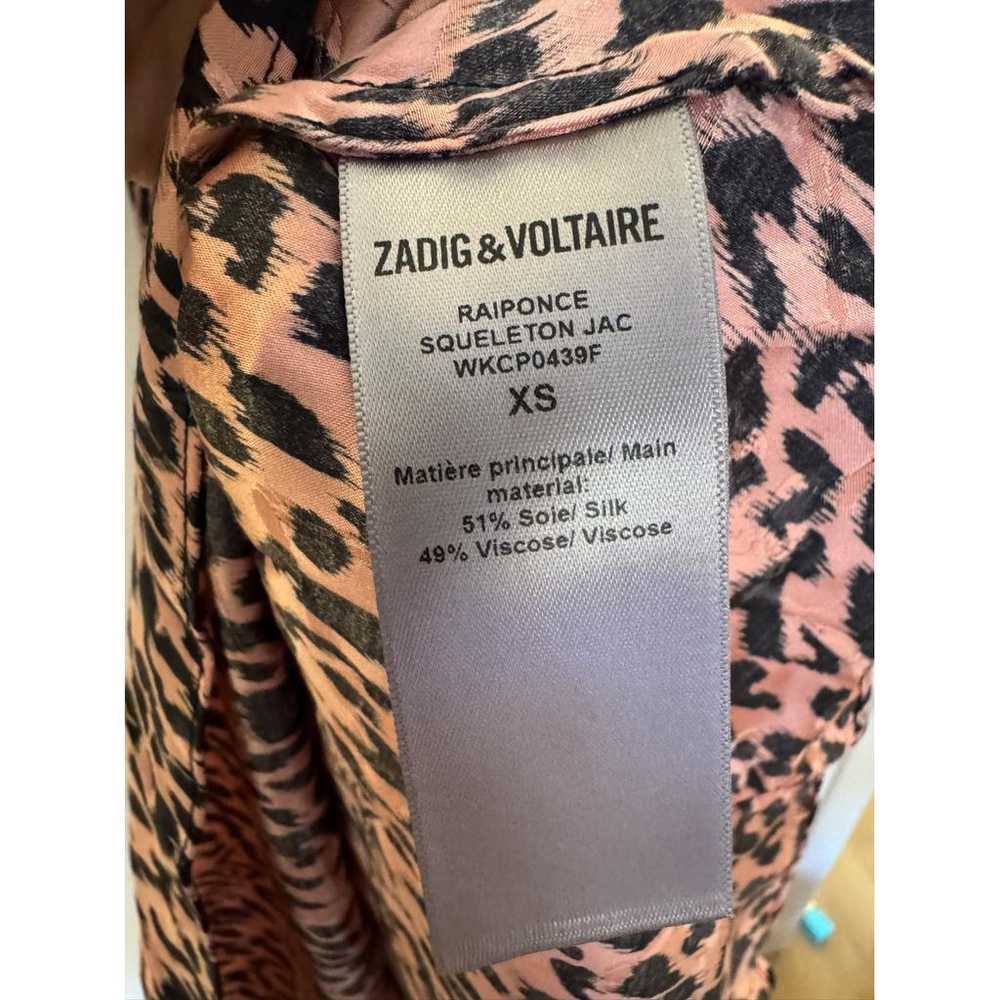 ZADIG&VOLTAIRE
RAIPONCE
SQUELETON JAC
WKCP0439F
XS
Matière principale/ Main
material:
51% Soie/ Silk
49% Viscose/ Viscose